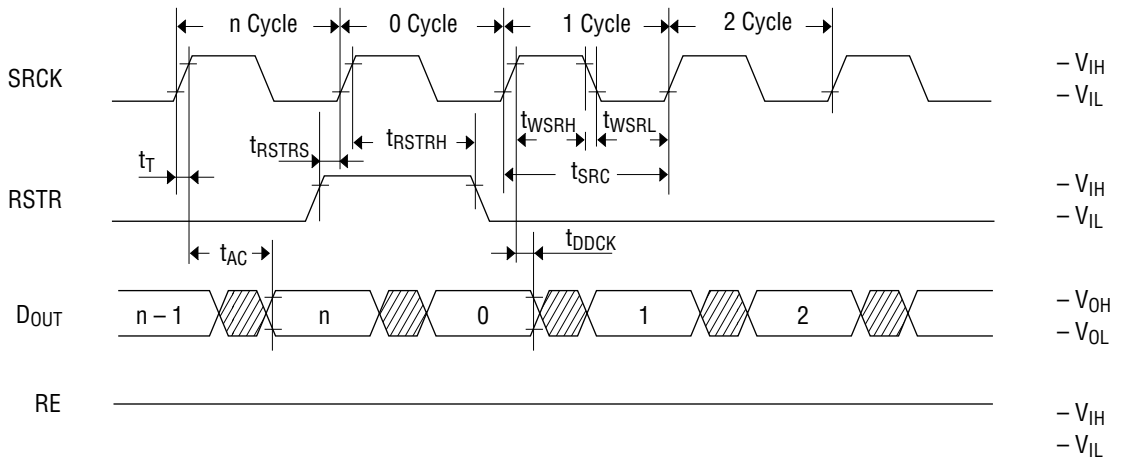 n Cycle 0 Cycle 1 Cycle 2 Cycle
SRCK
– VIH
– VIL
tWSRH tWSRL
tRSTRS tRSTRH
tT tSRC
RSTR
– VIH
– VIL
tAC tDDCK
DOUT n – 1 n 0 1 2
– VOH
– VOL
RE
– VIH
– VIL